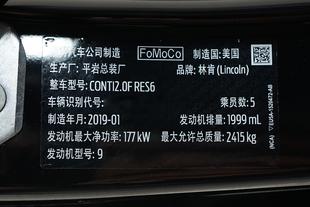 汽车公司制造 FoMoCo 制造国:美国
生产厂: 平岩总装厂 品牌: 林肯 (Lincoln)
整车型号: CONTI2.0F RES6
车辆识别代号: 乘员数: 5
制造年月: 2019-01 发动机排量: 1999 mL
发动机最大净功率: 177 kW 最大允许总质量: 2415 kg
发动机型号: 9